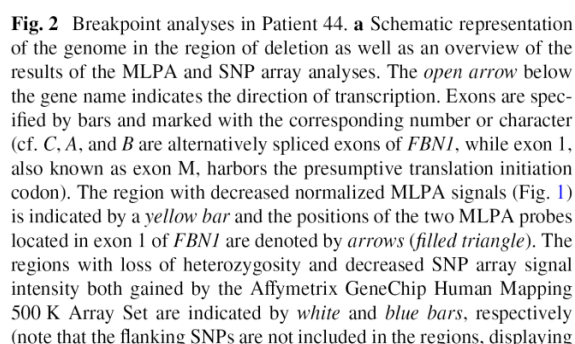 Fig. 2 Breakpoint analyses in Patient 44. a Schematic representation
of the genome in the region of deletion as well as an overview of the
results of the MLPA and SNP array analyses. The open arrow below
the gene name indicates the direction of transcription. Exons are spec-
ified by bars and marked with the corresponding number or character
(cf. C, A, and B are alternatively spliced exons of FBN1, while exon 1,
also known as exon M, harbors the presumptive translation initiation
codon). The region with decreased normalized MLPA signals (Fig. 1)
is indicated by a yellow bar and the positions of the two MLPA probes
located in exon 1 of FBN1 are denoted by arrows (filled triangle). The
regions with loss of heterozygosity and decreased SNP array signal
intensity both gained by the Affymetrix GeneChip Human Mapping
500 K Array Set are indicated by white and blue bars, respectively
(note that the flanking SNPs are not included in the regions, displaying